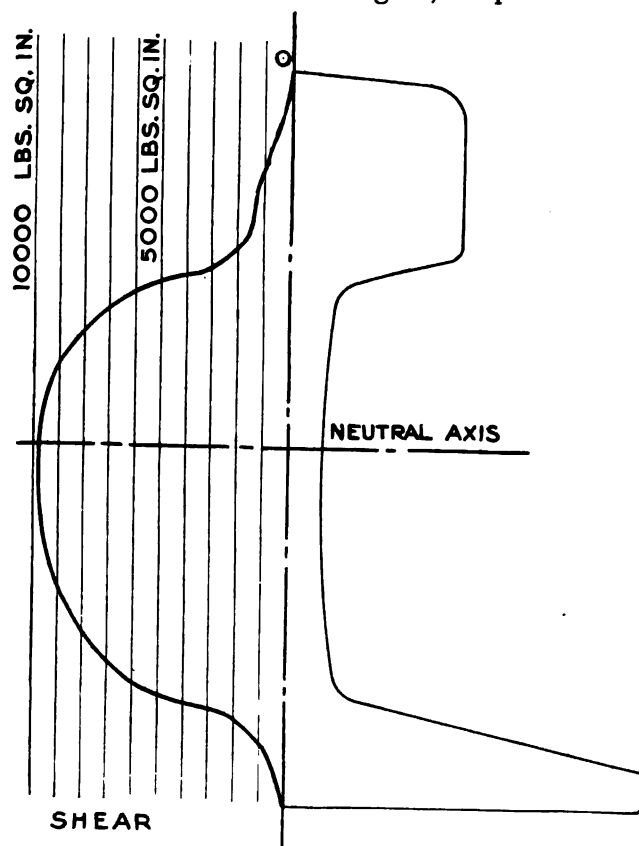 10000 LBS. SQ. IN.
5000 LBS. SQ. IN.
0
NEUTRAL AXIS
SHEAR